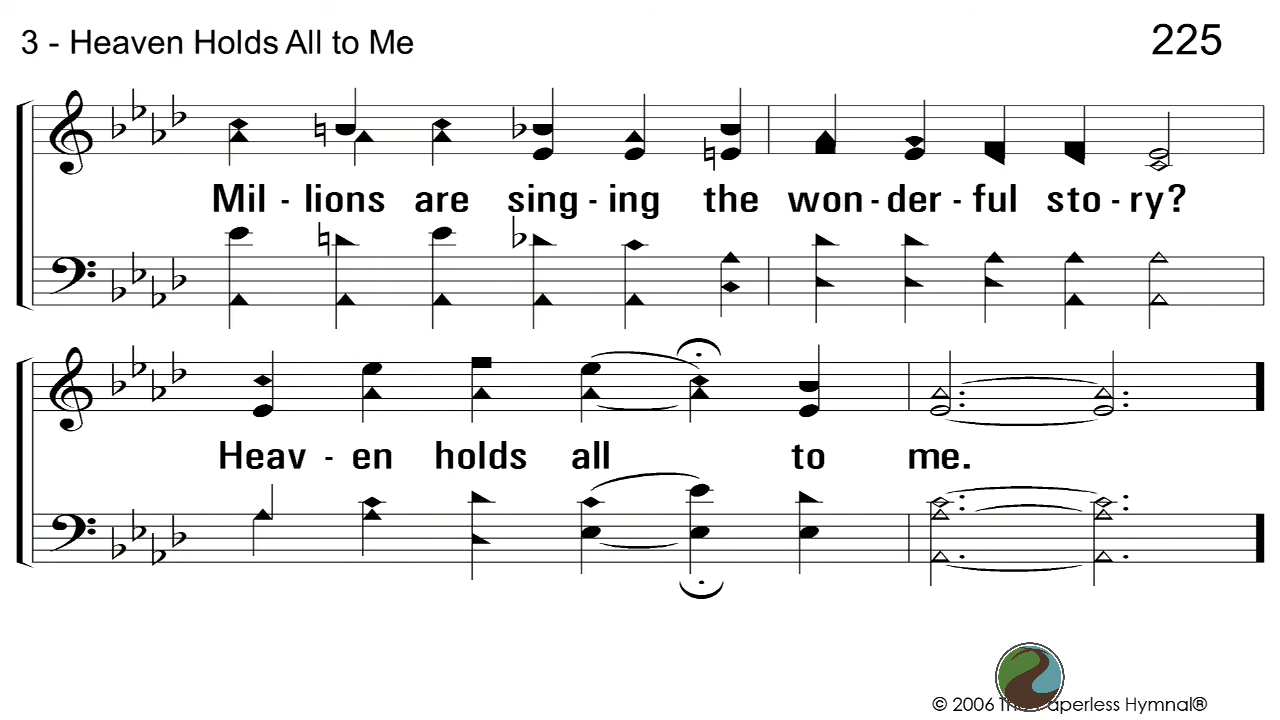 3 - Heaven Holds All to Me
225
Mil - lions are sing - ing the won - der - ful sto - ry?
Heav - en holds all to me.
© 2006 The Paperless Hymnal®